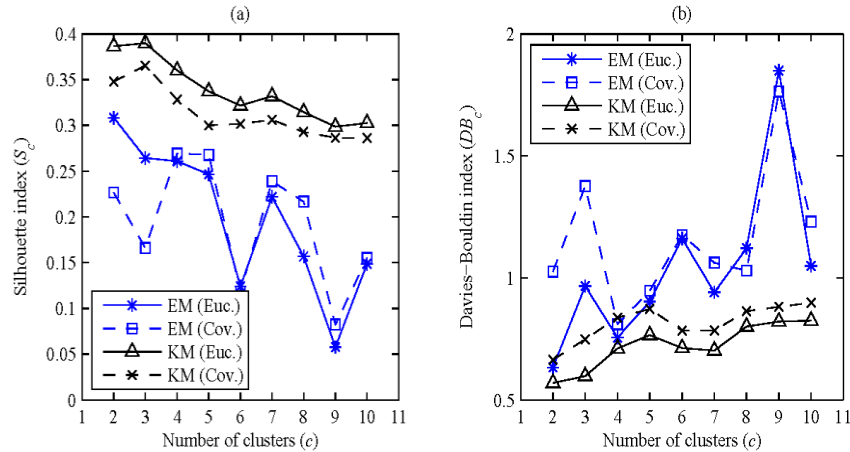 (a)
0.4
0.35
0.3
0.25
0.2
0.15
0.1
0.05
0
Silhouette index (S_c)
EM (Euc.)
EM (Cov.)
KM (Euc.)
KM (Cov.)
1 2 3 4 5 6 7 8 9 10 11
Number of clusters (c)
(b)
2
1.5
1
0.5
Davies−Bouldin index (DB_c)
EM (Euc.)
EM (Cov.)
KM (Euc.)
KM (Cov.)
1 2 3 4 5 6 7 8 9 10 11
Number of clusters (c)